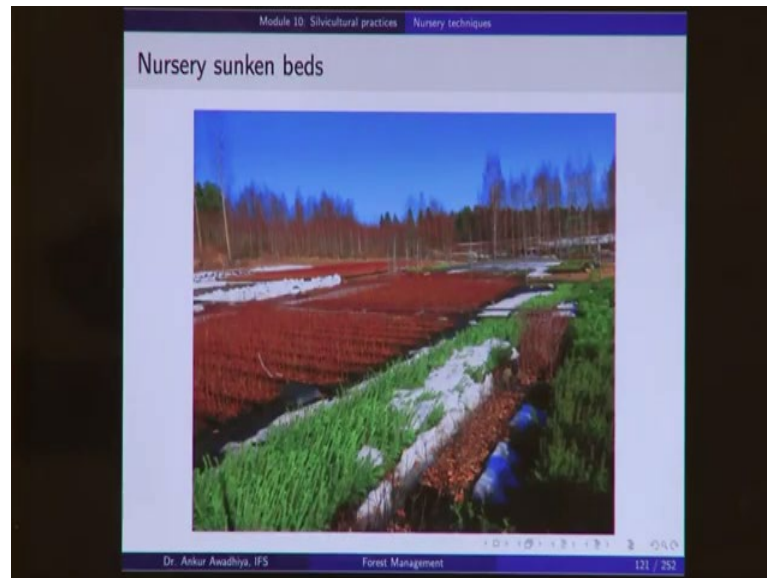 Module 10: Silvicultural practices Nursery techniques
Nursery sunken beds
Dr. Ankur Awadhiya, IFS Forest Management 121 / 252